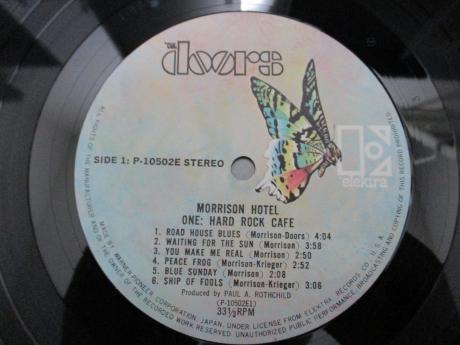 THE
doors
SIDE 1: P-10502E STEREO
elektra
MORRISON HOTEL
ONE: HARD ROCK CAFE
1. ROAD HOUSE BLUES (Morrison-Doors) 4:04
2. WAITING FOR THE SUN (Morrison) 3:58
3. YOU MAKE ME REAL (Morrison) 2:50
4. PEACE FROG (Morrison-Krieger) 2:52
5. BLUE SUNDAY (Morrison) 2:08
6. SHIP OF FOOLS (Morrison-Krieger) 3:06
Produced by PAUL A. ROTHCHILD
(P-10502E1)
33⅓RPM
ALL RIGHTS OF THE MANUFACTURER AND OF THE OWNER OF THE RECORDED WORK RESERVED. UNAUTHORIZED PUBLIC PERFORMANCE, BROADCASTING AND COPYING OF THIS RECORD PROHIBITED
MADE BY WARNER-PIONEER CORPORATION, JAPAN, UNDER LICENSE FROM ELEKTRA RECORDS CO., U.S.A.